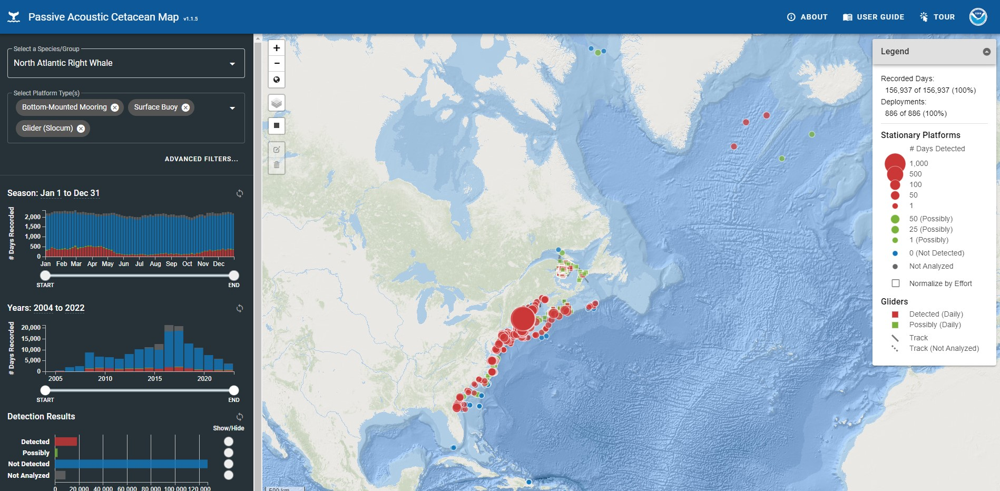 Passive Acoustic Cetacean Map v1.1.5
ABOUT
USER GUIDE
TOUR
Select a Species/Group
North Atlantic Right Whale
Select Platform Type(s)
Bottom-Mounted Mooring
Surface Buoy
Glider (Slocum)
ADVANCED FILTERS...
Season: Jan 1 to Dec 31
# Days Recorded
2,000
1,500
1,000
500
0
Jan Feb Mar Apr May Jun Jul Aug Sep Oct Nov Dec
START END
Years: 2004 to 2022
# Days Recorded
20,000
15,000
10,000
5,000
0
2005 2010 2015 2020
START END
Detection Results
Show/Hide
Detected
Possibly
Not Detected
Not Analyzed
0 20,000 40,000 60,000 80,000 100,000 120,000
+
−
500 km
Legend
Recorded Days:
156,937 of 156,937 (100%)
Deployments:
886 of 886 (100%)
Stationary Platforms
# Days Detected
1,000
500
100
50
1
50 (Possibly)
25 (Possibly)
1 (Possibly)
0 (Not Detected)
Not Analyzed
Normalize by Effort
Gliders
Detected (Daily)
Possibly (Daily)
Track
Track (Not Analyzed)